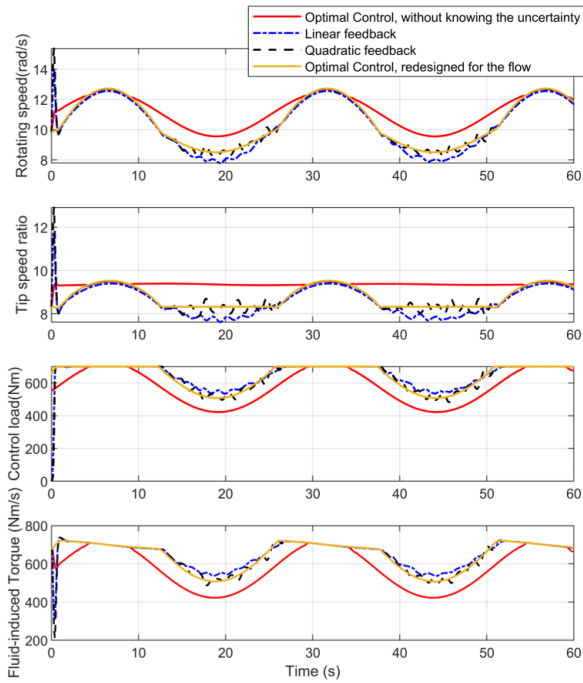 Optimal Control, without knowing the uncertainty
Linear feedback
Quadratic feedback
Optimal Control, redesigned for the flow
Rotating speed(rad/s)
14
12
10
8
0 10 20 30 40 50 60
Tip speed ratio
12
10
8
0 10 20 30 40 50 60
Control load(Nm)
600
400
200
0
0 10 20 30 40 50 60
Fluid-induced Torque (Nm/s)
800
600
400
200
0 10 20 30 40 50 60
Time (s)